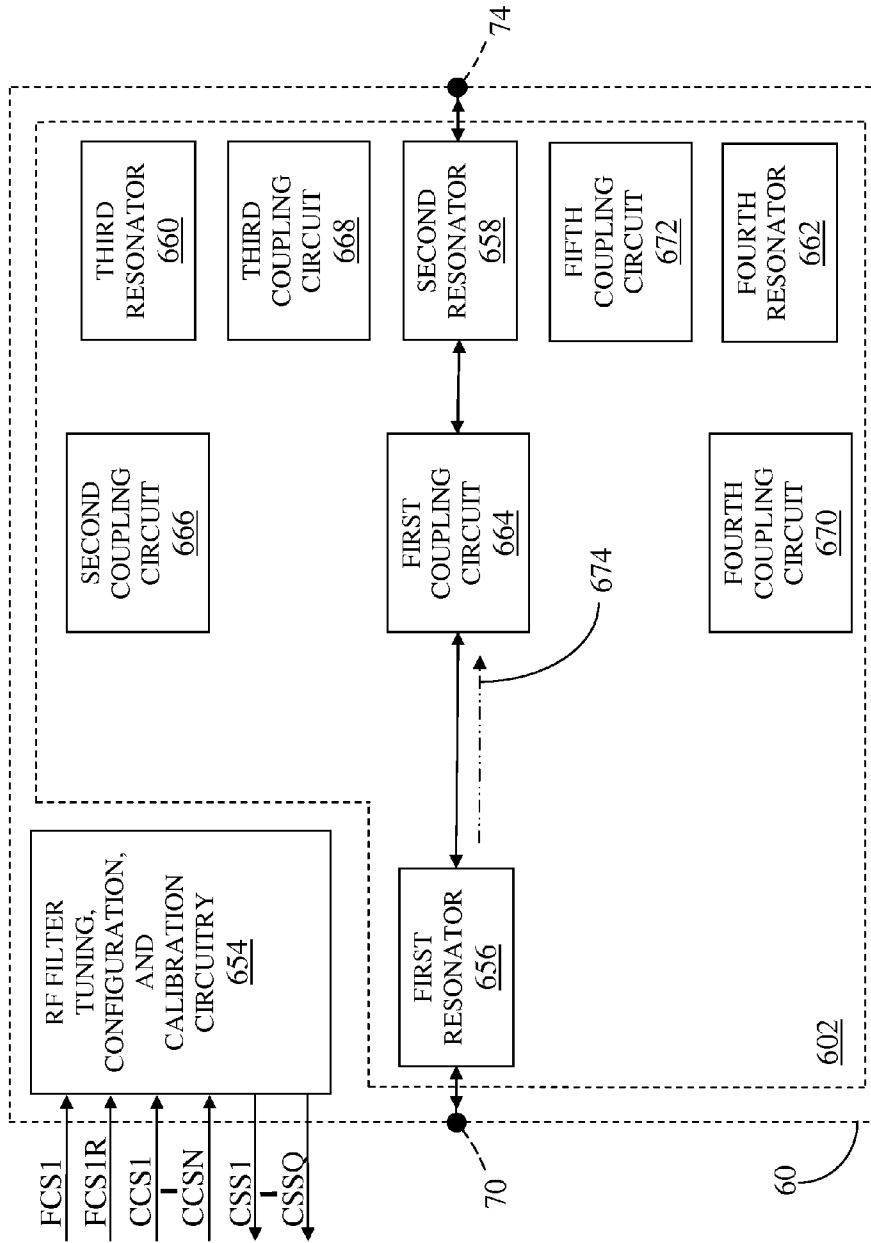 FCS1
FCS1R
CCS1
CCSN
CSS1
CSSQ
RF FILTER
TUNING,
CONFIGURATION,
AND
CALIBRATION
CIRCUITRY
654
SECOND
COUPLING
CIRCUIT
666
THIRD
RESONATOR
660
THIRD
COUPLING
CIRCUIT
668
70
FIRST
RESONATOR
656
674
FIRST
COUPLING
CIRCUIT
664
SECOND
RESONATOR
658
74
FIFTH
COUPLING
CIRCUIT
672
FOURTH
COUPLING
CIRCUIT
670
FOURTH
RESONATOR
662
602
60